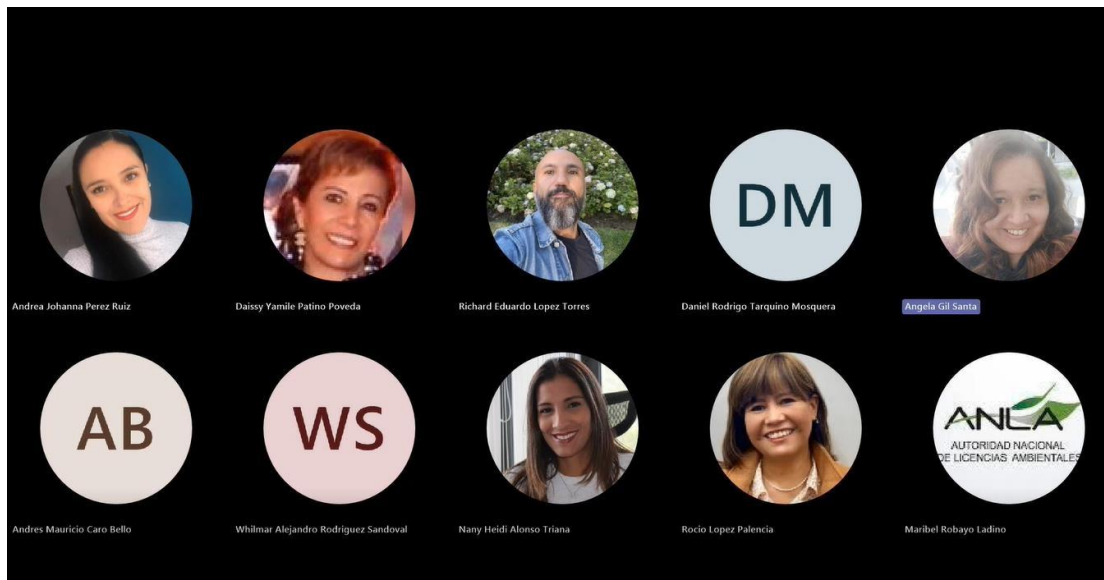 DM
Andrea Johanna Perez Ruiz
Daissy Yamile Patino Poveda
Richard Eduardo Lopez Torres
Daniel Rodrigo Tarquino Mosquera
Angela Gil Santa
AB
WS
ANLA
AUTORIDAD NACIONAL
DE LICENCIAS AMBIENTALES
Andres Mauricio Caro Bello
Whilmar Alejandro Rodriguez Sandoval
Nany Heidi Alonso Triana
Rocio Lopez Palencia
Maribel Robayo Ladino